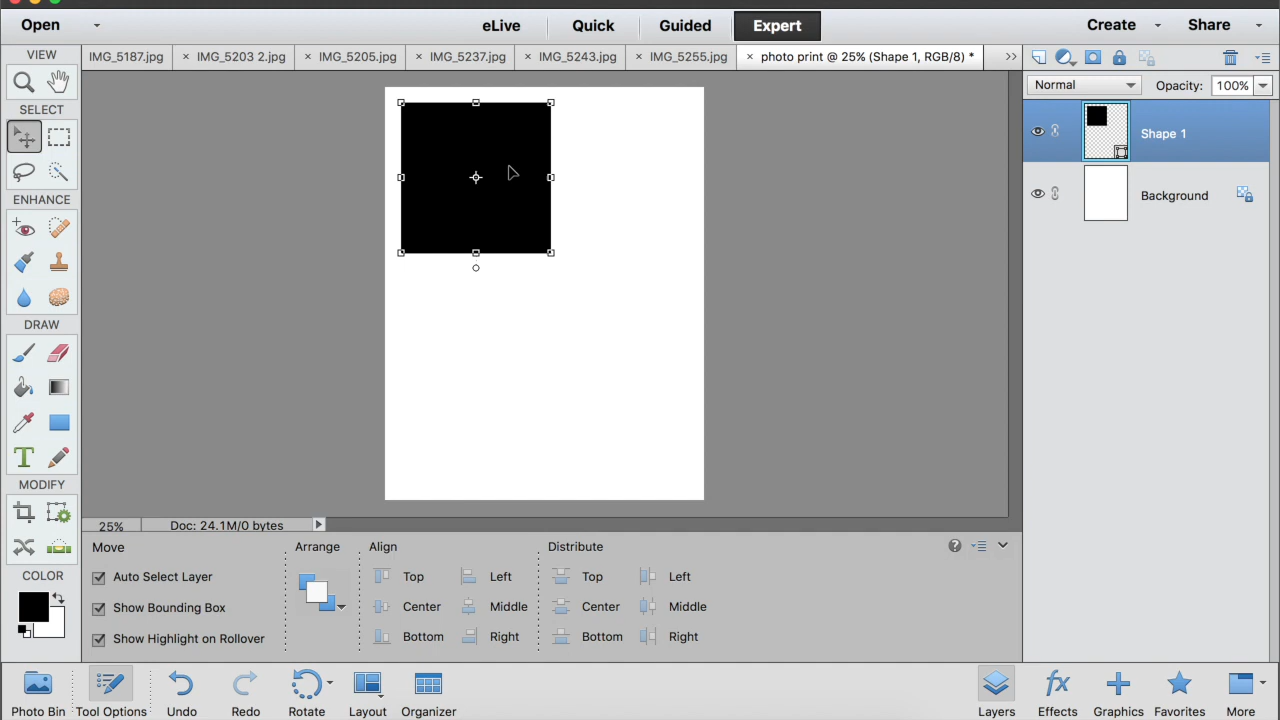 Open eLive Quick Guided Expert Create Share
VIEW
IMG_5187.jpg × IMG_5203 2.jpg × IMG_5205.jpg × IMG_5237.jpg × IMG_5243.jpg × IMG_5255.jpg × photo print @ 25% (Shape 1, RGB/8) * >>
Normal Opacity: 100%
SELECT
Shape 1
Background
ENHANCE
DRAW
T
MODIFY
25% Doc: 24.1M/0 bytes
Move Arrange Align Distribute
COLOR
Auto Select Layer Top Left Top Left
Show Bounding Box Center Middle Center Middle
Show Highlight on Rollover Bottom Right Bottom Right
fx
Photo Bin Tool Options Undo Redo Rotate Layout Organizer Layers Effects Graphics Favorites More